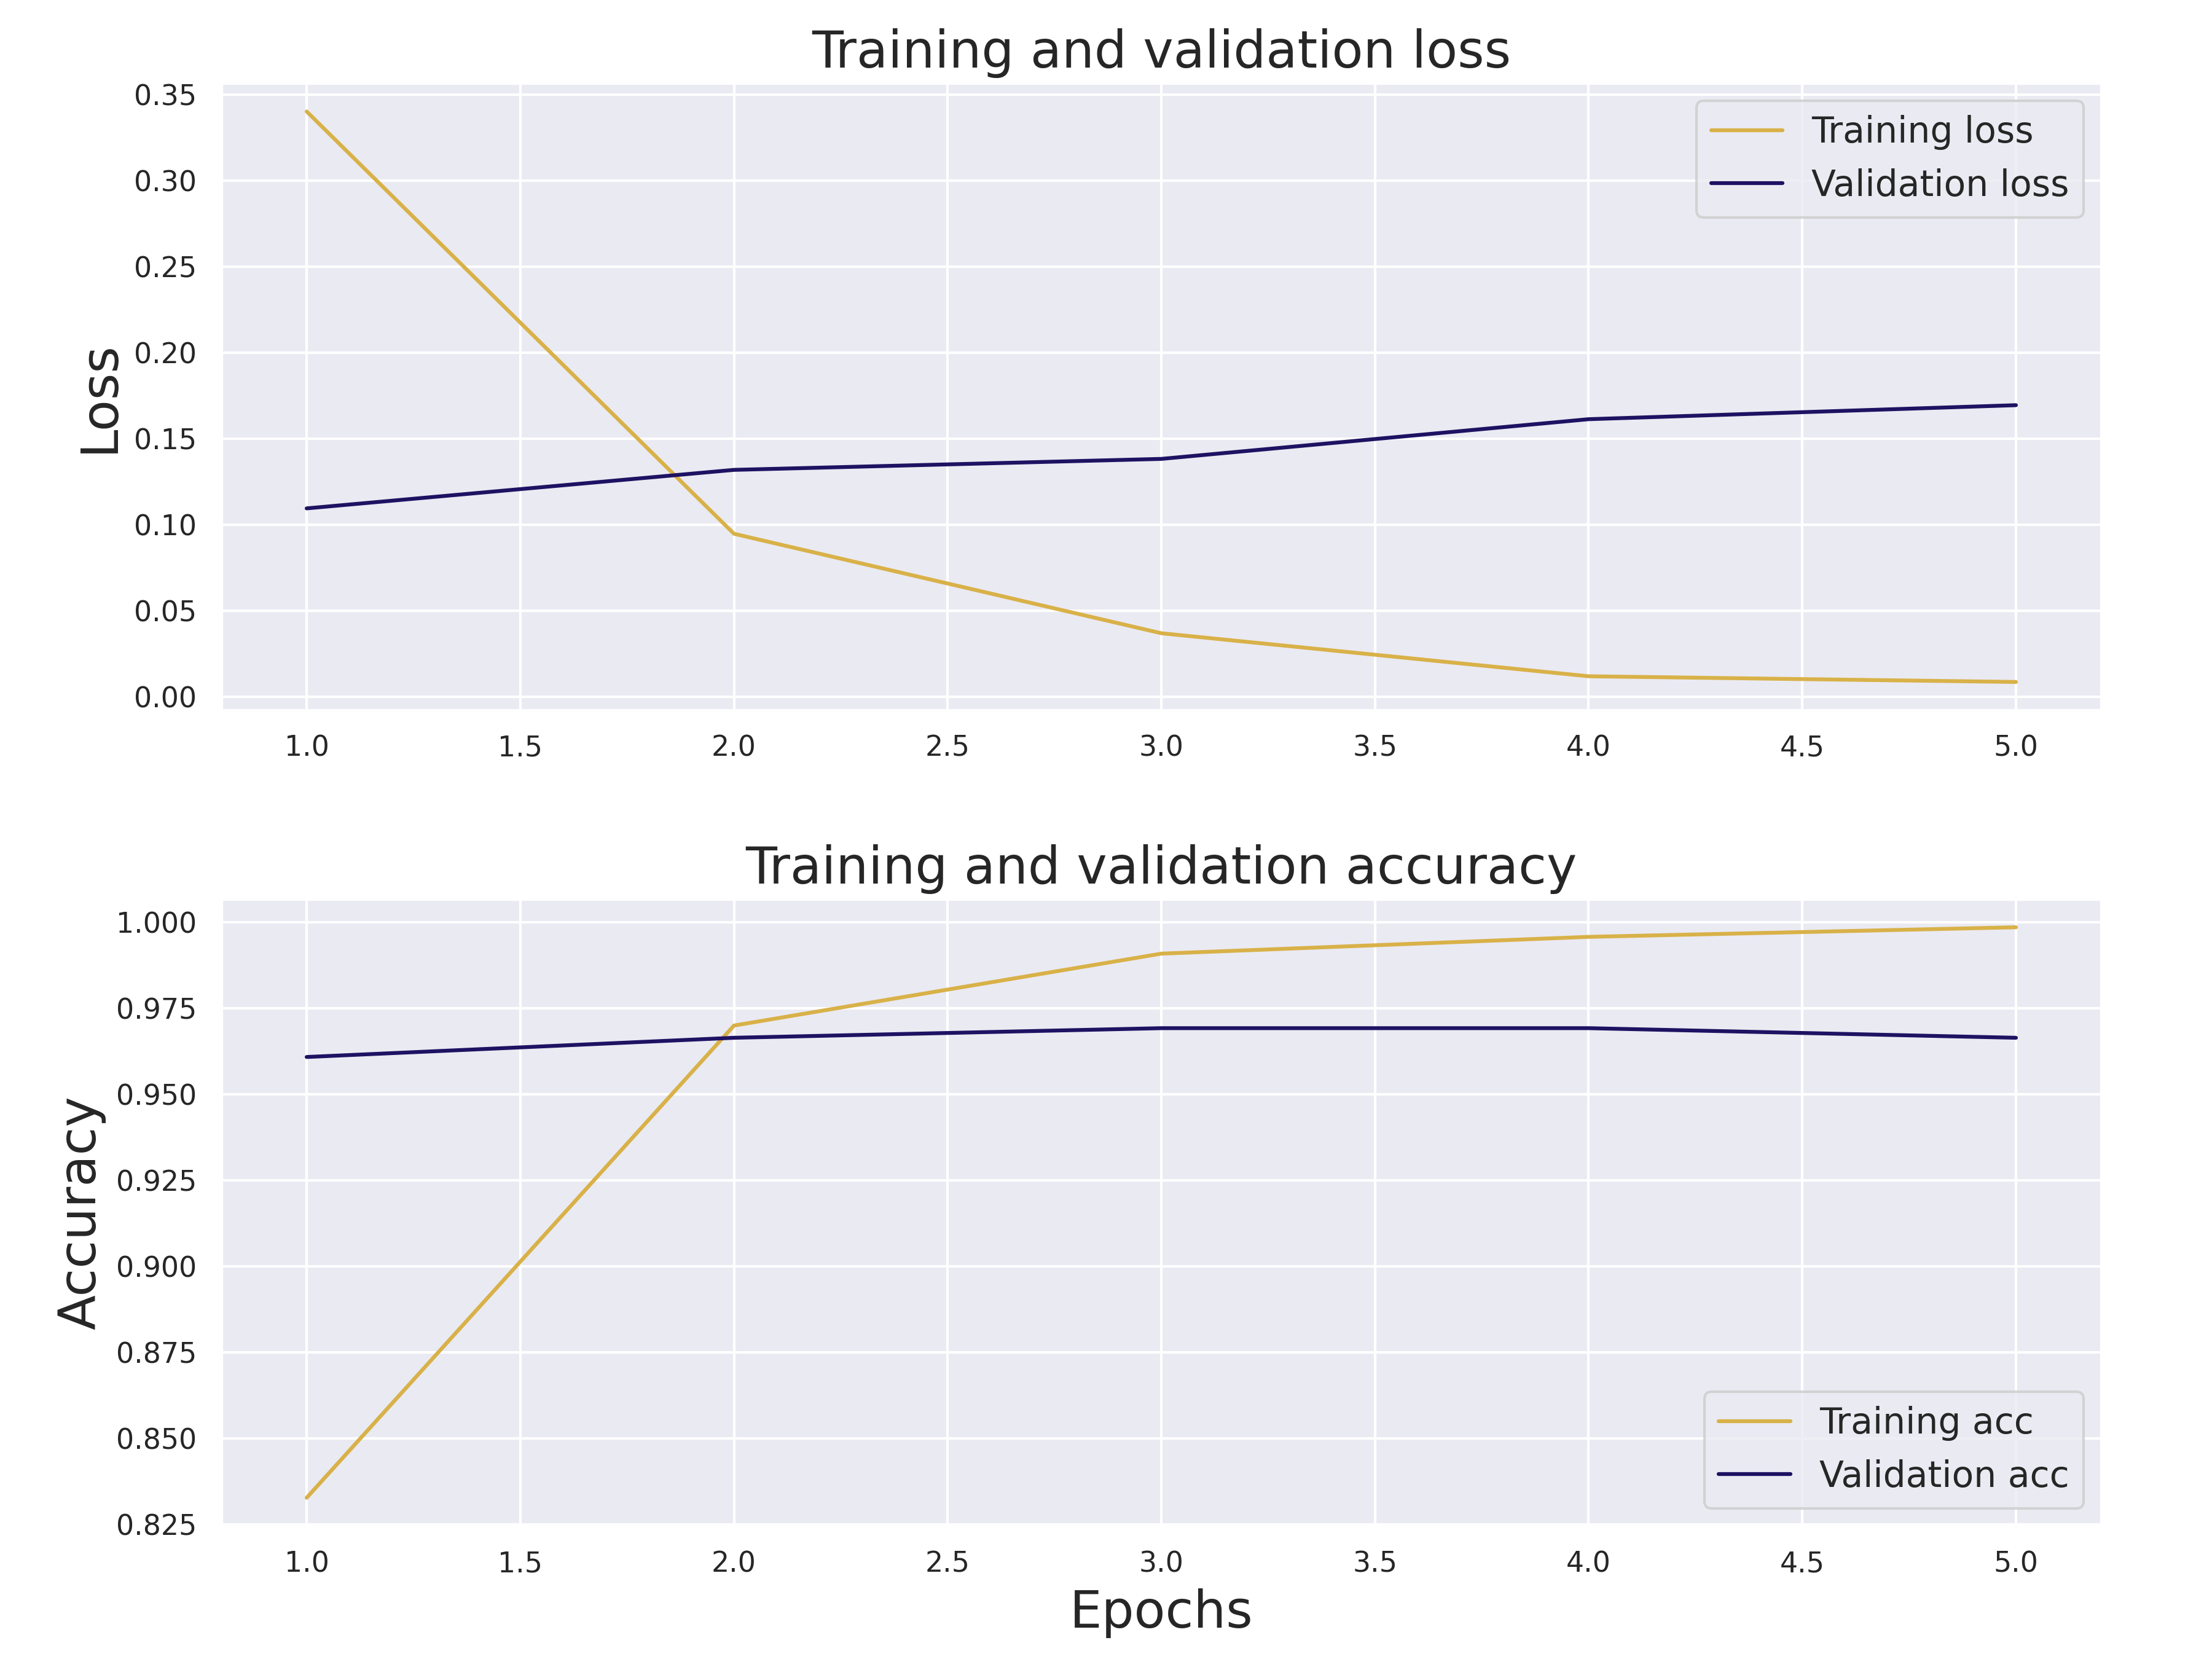 Training and validation loss
0.35
0.30
0.25
0.20
0.15
0.10
0.05
0.00
Loss
Training loss
Validation loss
1.0 1.5 2.0 2.5 3.0 3.5 4.0 4.5 5.0
Training and validation accuracy
1.000
0.975
0.950
0.925
0.900
0.875
0.850
0.825
Accuracy
Training acc
Validation acc
1.0 1.5 2.0 2.5 3.0 3.5 4.0 4.5 5.0
Epochs